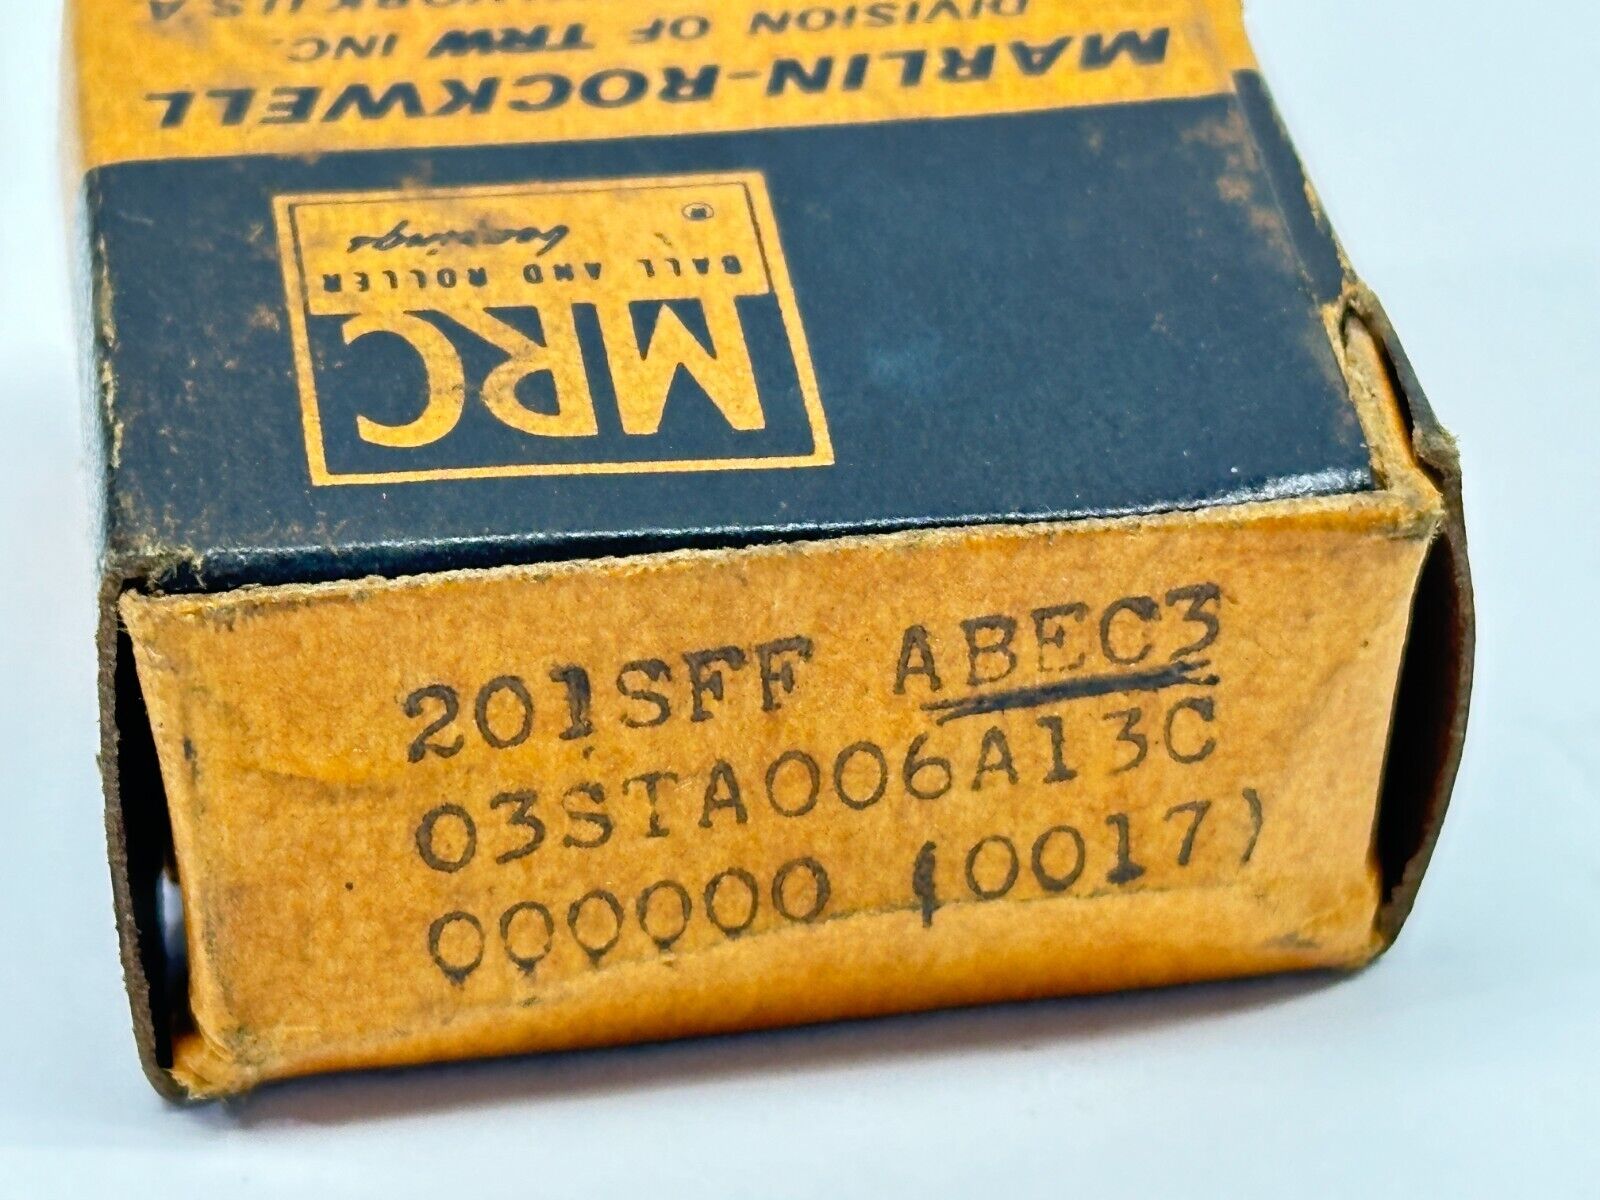 MARLIN-ROCKWELL
DIVISION OF TRW INC.
U.S.A
MRC
BALL AND ROLLER
bearings
201SFF ABEC3
03STA006A13C
000000 (0017)